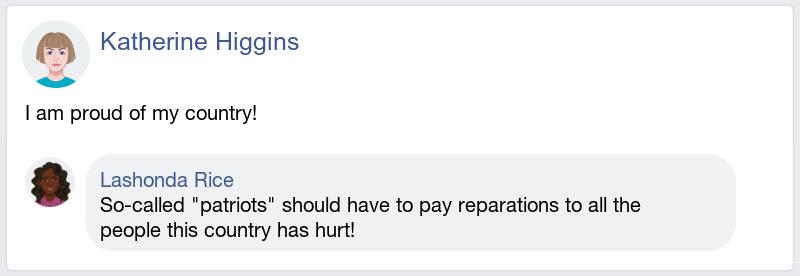 Katherine Higgins
I am proud of my country!
Lashonda Rice
So-called "patriots" should have to pay reparations to all the
people this country has hurt!